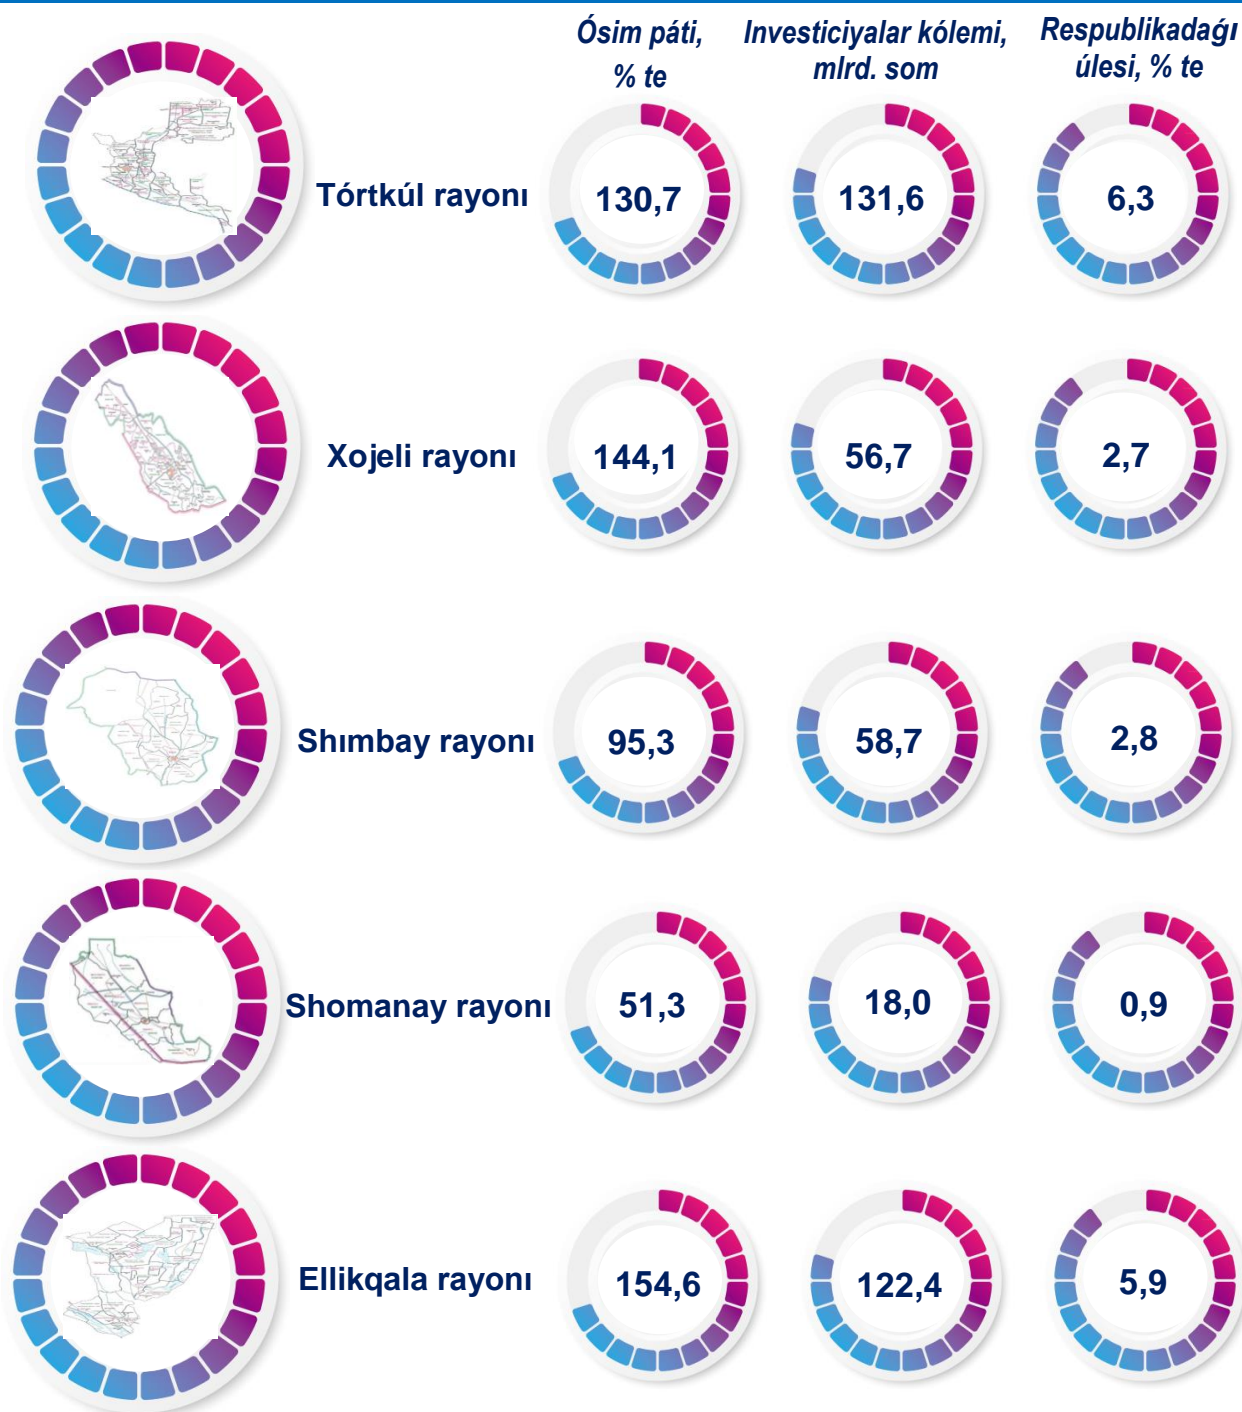 Ósim páti,
% te
Investiciyalar kólemi,
mlrd. som
Respublikadaǵı
úlesi, % te
Tórtkúl rayonı
130,7
131,6
6,3
Xojeli rayonı
144,1
56,7
2,7
Shımbay rayonı
95,3
58,7
2,8
Shomanay rayonı
51,3
18,0
0,9
Ellikqala rayonı
154,6
122,4
5,9